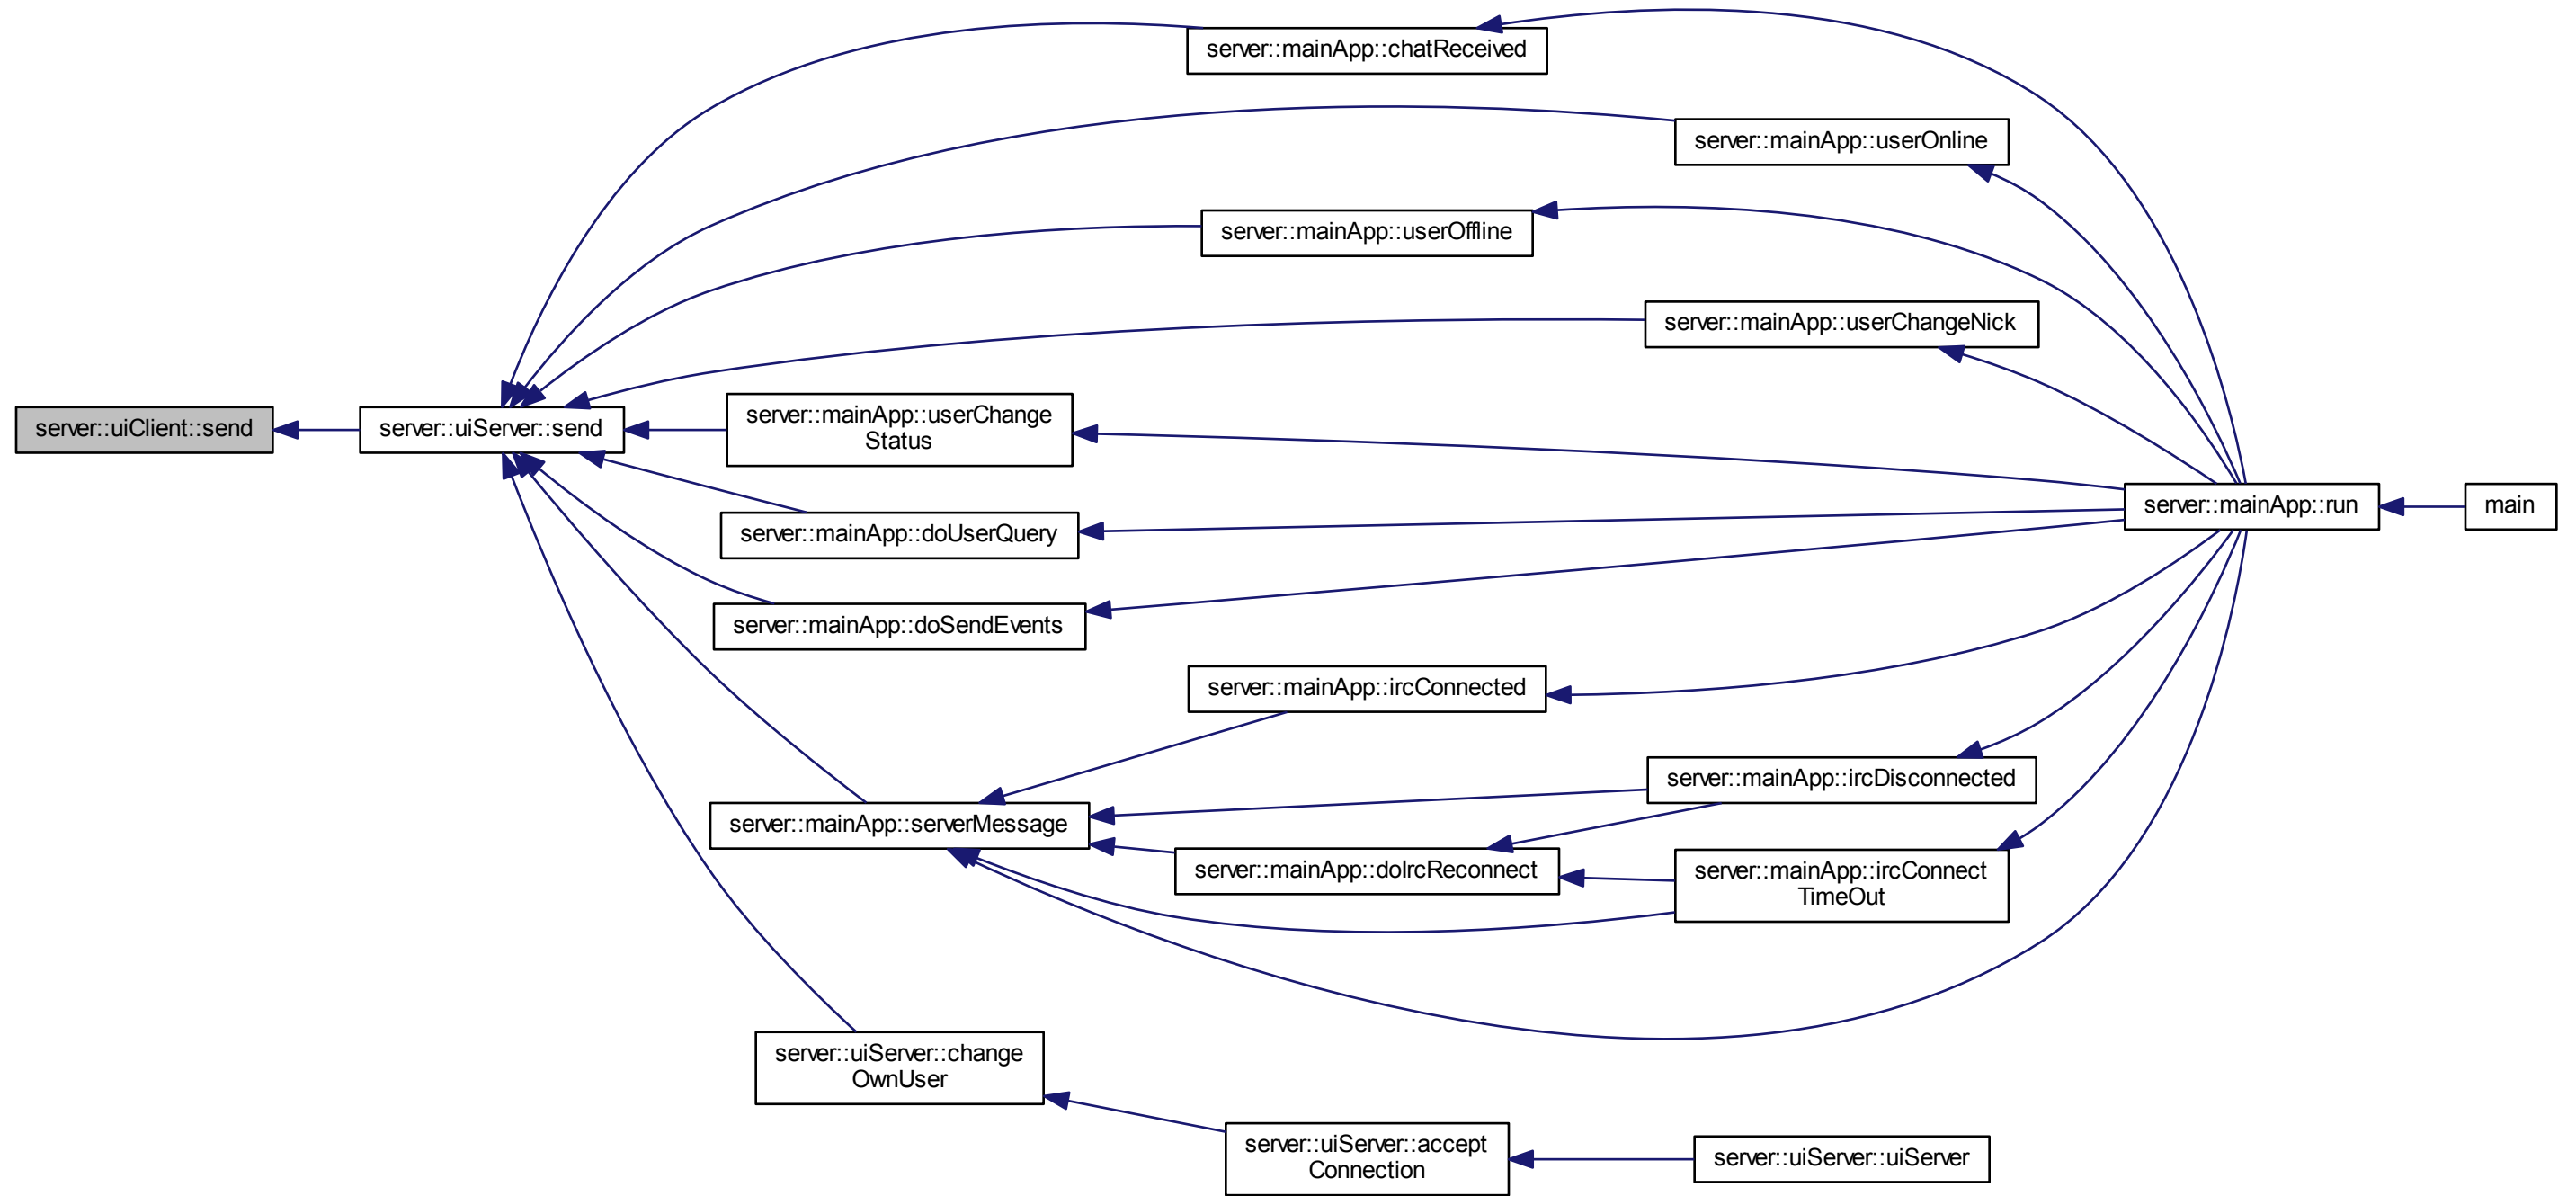 server::mainApp::chatReceived
server::mainApp::userOnline
server::mainApp::userOffline
server::mainApp::userChangeNick
server::uiClient::send
server::uiServer::send
server::mainApp::userChange
Status
server::mainApp::run
main
server::mainApp::doUserQuery
server::mainApp::doSendEvents
server::mainApp::ircConnected
server::mainApp::ircDisconnected
server::mainApp::serverMessage
server::mainApp::doIrcReconnect
server::mainApp::ircConnect
TimeOut
server::uiServer::change
OwnUser
server::uiServer::accept
Connection
server::uiServer::uiServer